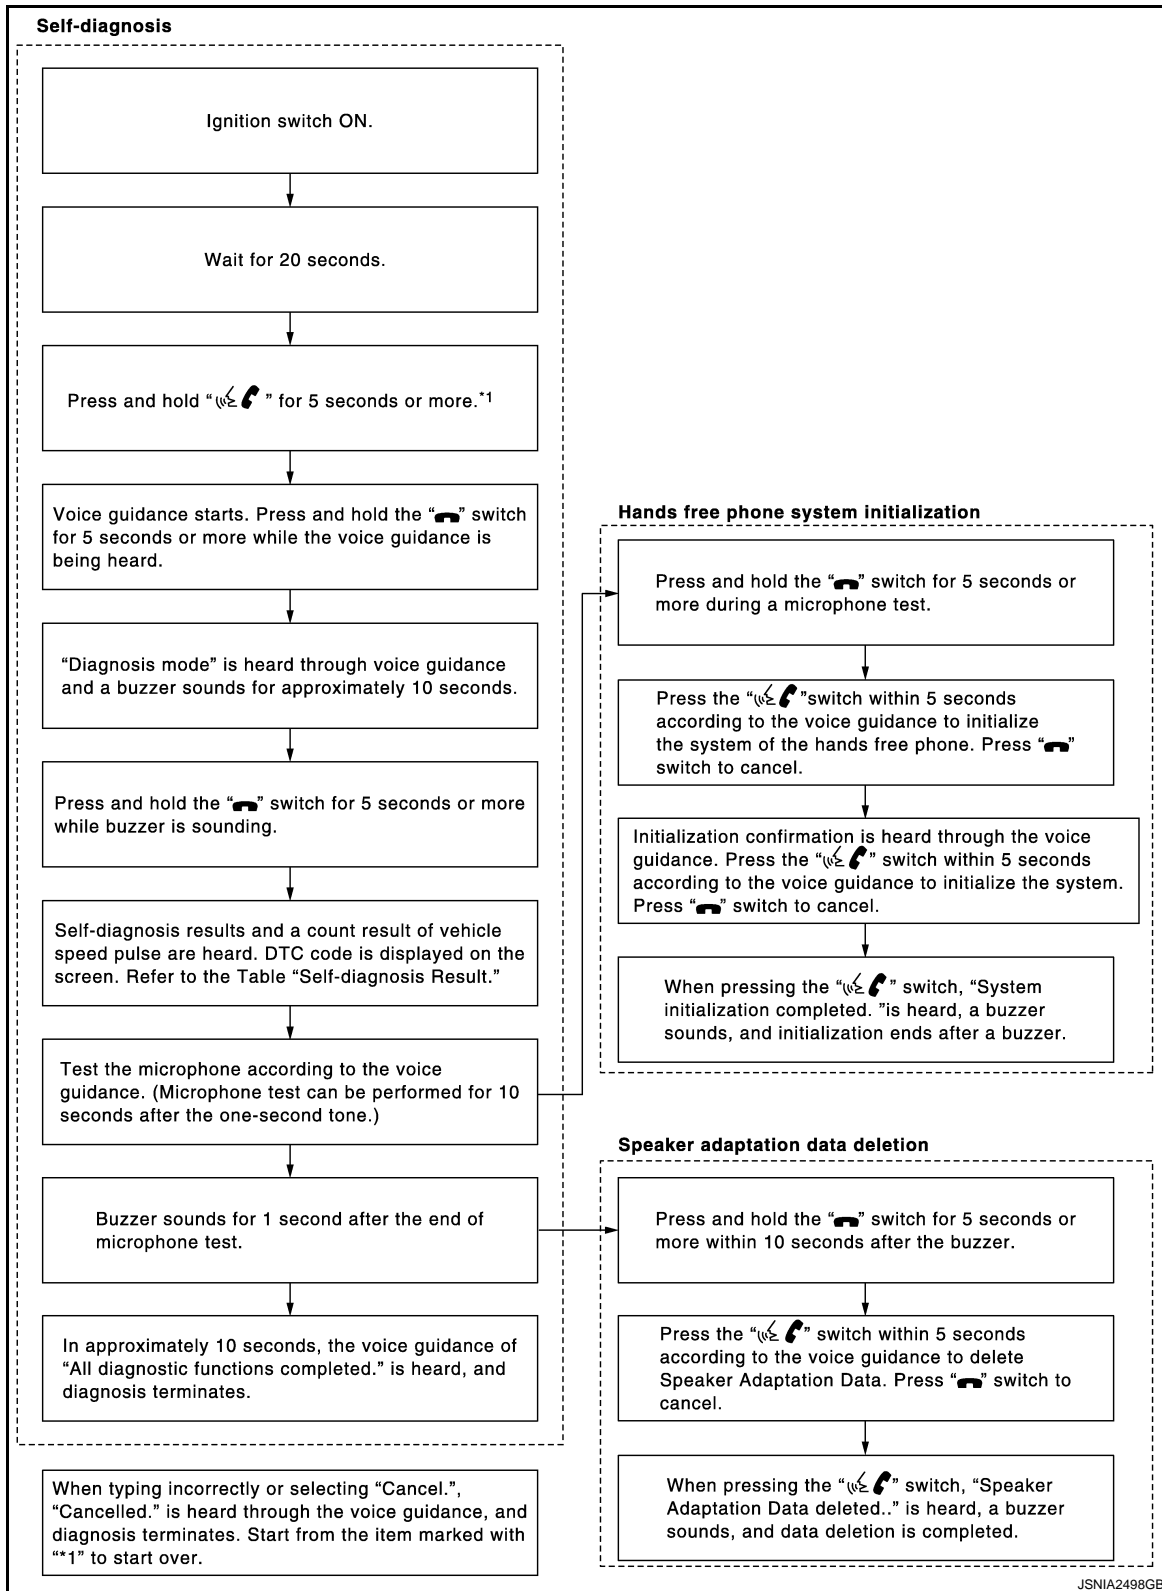 Self-diagnosis
Ignition switch ON.
Wait for 20 seconds.
Press and hold “ ” for 5 seconds or more.*1
Voice guidance starts. Press and hold the “ ” switch
for 5 seconds or more while the voice guidance is
being heard.
“Diagnosis mode” is heard through voice guidance
and a buzzer sounds for approximately 10 seconds.
Press and hold the “ ” switch for 5 seconds or more
while buzzer is sounding.
Self-diagnosis results and a count result of vehicle
speed pulse are heard. DTC code is displayed on the
screen. Refer to the Table “Self-diagnosis Result.”
Test the microphone according to the voice
guidance. (Microphone test can be performed for 10
seconds after the one-second tone.)
Buzzer sounds for 1 second after the end of
microphone test.
In approximately 10 seconds, the voice guidance of
“All diagnostic functions completed.” is heard, and
diagnosis terminates.
When typing incorrectly or selecting “Cancel.”,
“Cancelled.” is heard through the voice guidance, and
diagnosis terminates. Start from the item marked with
“*1” to start over.
Hands free phone system initialization
Press and hold the “ ” switch for 5 seconds or
more during a microphone test.
Press the “ ”switch within 5 seconds
according to the voice guidance to initialize
the system of the hands free phone. Press “ ”
switch to cancel.
Initialization confirmation is heard through the voice
guidance. Press the “ ” switch within 5 seconds
according to the voice guidance to initialize the system.
Press “ ” switch to cancel.
When pressing the “ ” switch, “System
initialization completed. ”is heard, a buzzer
sounds, and initialization ends after a buzzer.
Speaker adaptation data deletion
Press and hold the “ ” switch for 5 seconds or
more within 10 seconds after the buzzer.
Press the “ ” switch within 5 seconds
according to the voice guidance to delete
Speaker Adaptation Data. Press “ ” switch to
cancel.
When pressing the “ ” switch, “Speaker
Adaptation Data deleted..” is heard, a buzzer
sounds, and data deletion is completed.
JSNIA2498GB